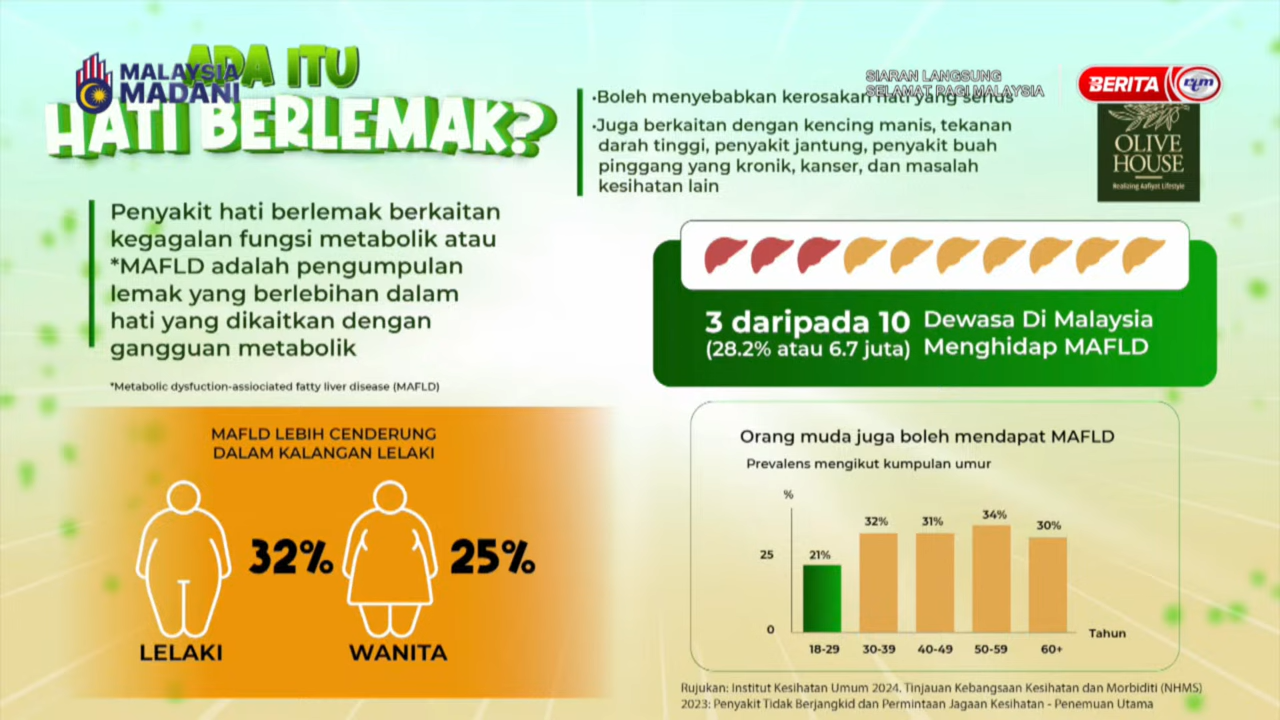 APA ITU
HATI BERLEMAK?
MALAYSIA
MADANI
SIARAN LANGSUNG
SELAMAT PAGI MALAYSIA
BERITA rtm
•Boleh menyebabkan kerosakan hati yang serius
•Juga berkaitan dengan kencing manis, tekanan
darah tinggi, penyakit jantung, penyakit buah
pinggang yang kronik, kanser, dan masalah
kesihatan lain
OLIVE
HOUSE
Realizing Aafiyat Lifestyle
Penyakit hati berlemak berkaitan
kegagalan fungsi metabolik atau
*MAFLD adalah pengumpulan
lemak yang berlebihan dalam
hati yang dikaitkan dengan
gangguan metabolik
*Metabolic dysfuction-assiociated fatty liver disease (MAFLD)
3 daripada 10
(28.2% atau 6.7 juta)
Dewasa Di Malaysia
Menghidap MAFLD
MAFLD LEBIH CENDERUNG
DALAM KALANGAN LELAKI
32% 25%
LELAKI WANITA
Orang muda juga boleh mendapat MAFLD
Prevalens mengikut kumpulan umur
%
25
0
21% 32% 31% 34% 30%
18-29 30-39 40-49 50-59 60+
Tahun
Rujukan: Institut Kesihatan Umum 2024. Tinjauan Kebangsaan Kesihatan dan Morbiditi (NHMS)
2023: Penyakit Tidak Berjangkid dan Permintaan Jagaan Kesihatan - Penemuan Utama